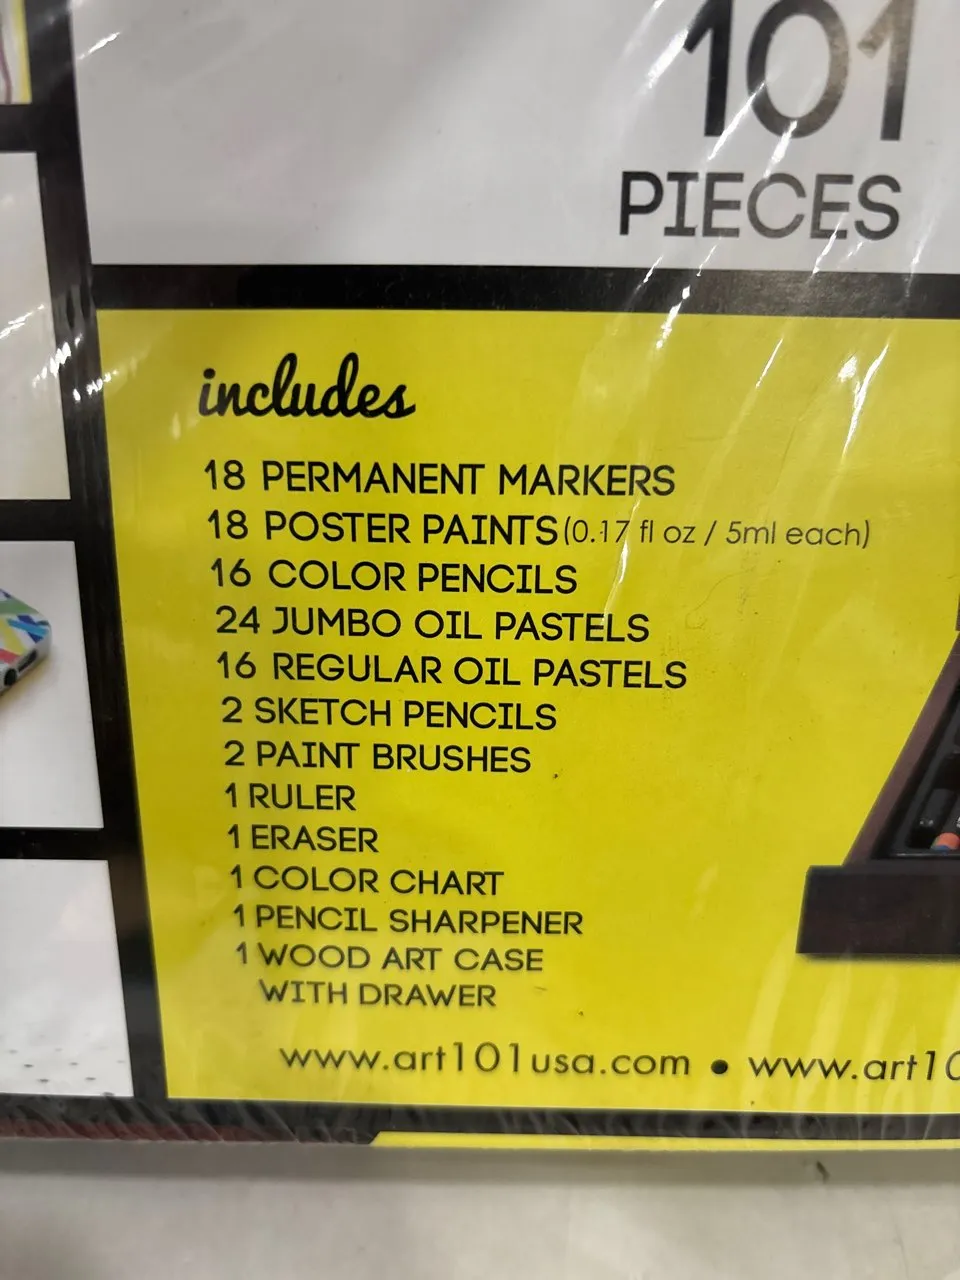 101
PIECES
includes
18 PERMANENT MARKERS
18 POSTER PAINTS (0.17 fl oz / 5ml each)
16 COLOR PENCILS
24 JUMBO OIL PASTELS
16 REGULAR OIL PASTELS
2 SKETCH PENCILS
2 PAINT BRUSHES
1 RULER
1 ERASER
1 COLOR CHART
1 PENCIL SHARPENER
1 WOOD ART CASE
WITH DRAWER
www.art101usa.com • www.art10